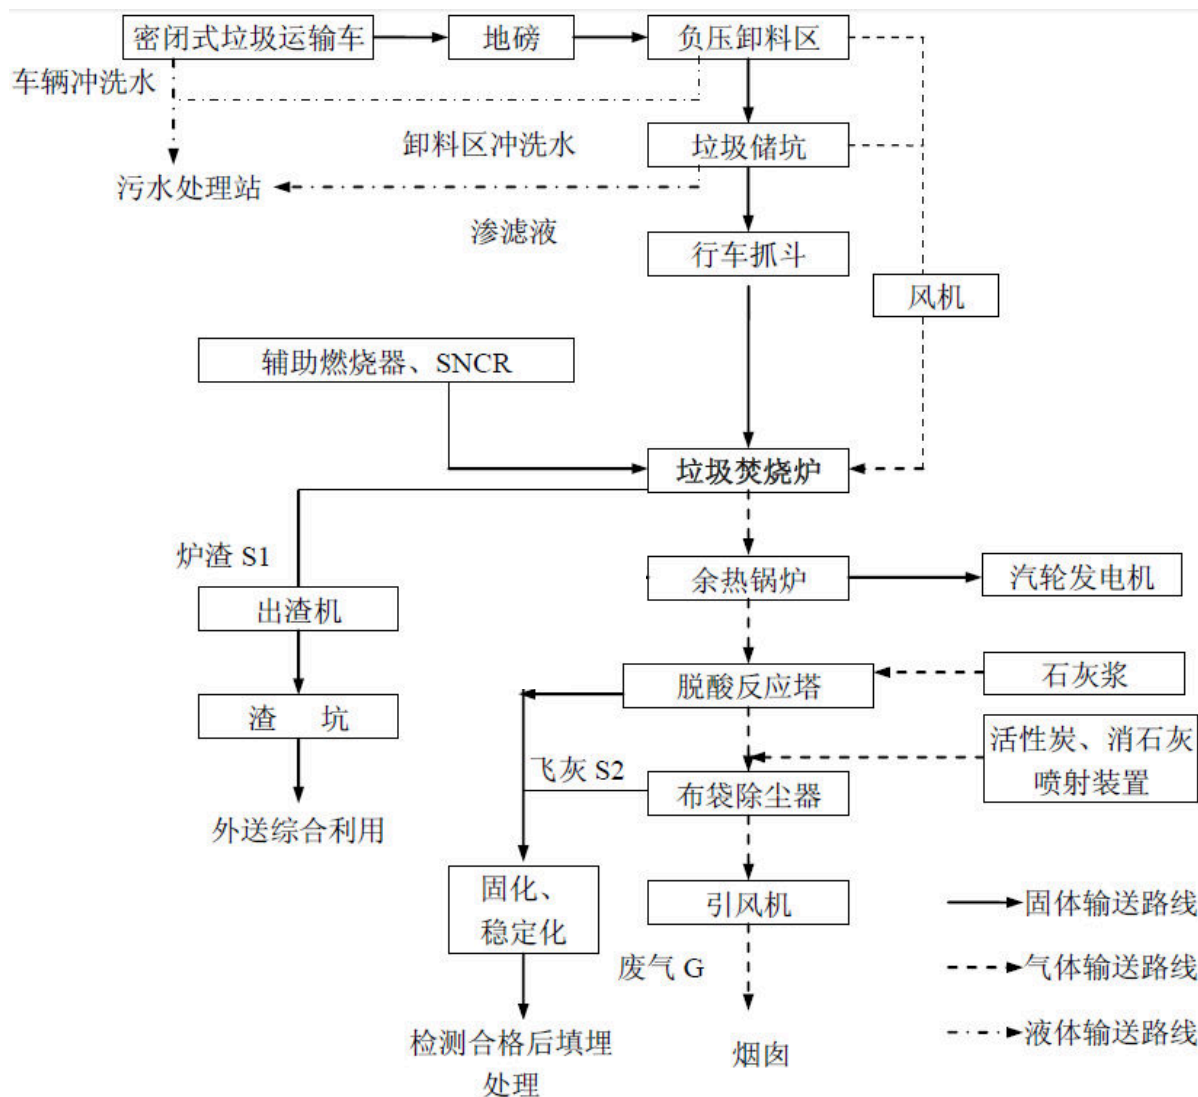 密闭式垃圾运输车
地磅
负压卸料区
车辆冲洗水
卸料区冲洗水
垃圾储坑
污水处理站
渗滤液
行车抓斗
风机
辅助燃烧器、SNCR
垃圾焚烧炉
炉渣 S1
余热锅炉
汽轮发电机
出渣机
脱酸反应塔
石灰浆
渣 坑
活性炭、消石灰
喷射装置
飞灰 S2
布袋除尘器
外送综合利用
固化、
稳定化
引风机
固体输送路线
废气 G
气体输送路线
检测合格后填埋
处理
烟囱
液体输送路线